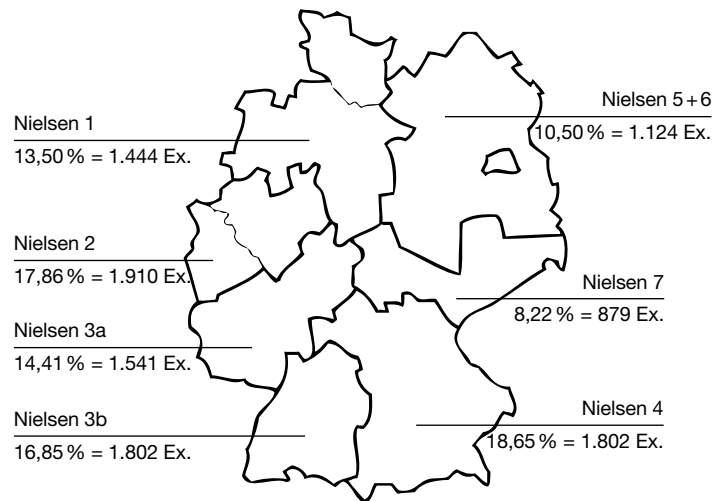 Nielsen 1
13,50 % = 1.444 Ex.
Nielsen 2
17,86 % = 1.910 Ex.
Nielsen 3a
14,41 % = 1.541 Ex.
Nielsen 3b
16,85 % = 1.802 Ex.
Nielsen 5+6
10,50 % = 1.124 Ex.
Nielsen 7
8,22 % = 879 Ex.
Nielsen 4
18,65 % = 1.802 Ex.